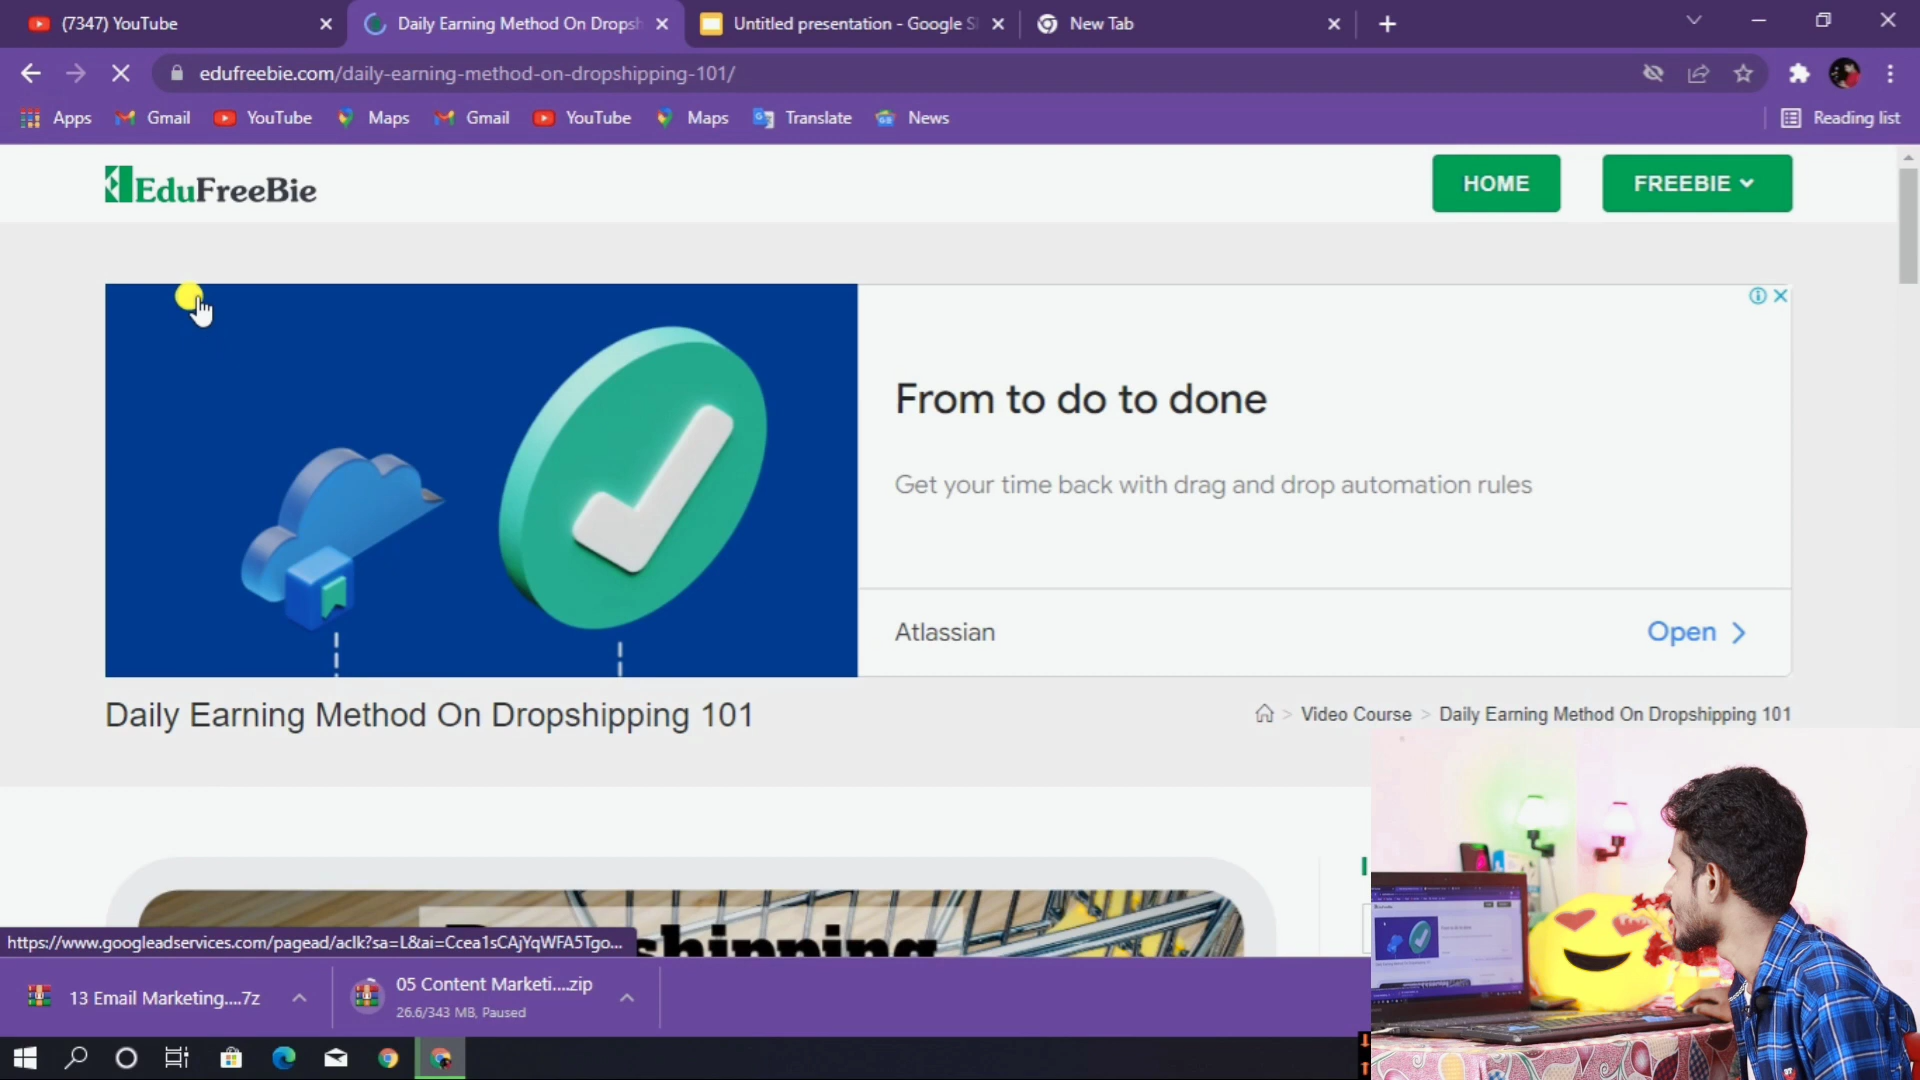 (7347) YouTube
Daily Earning Method On Dropsh
Untitled presentation - Google Sl
New Tab
edufreebie.com/daily-earning-method-on-dropshipping-101/
Apps
Gmail
YouTube
Maps
Gmail
YouTube
Maps
Translate
News
Reading list
EduFreeBie
HOME
FREEBIE
From to do to done
Get your time back with drag and drop automation rules
Atlassian
Open
Daily Earning Method On Dropshipping 101
> Video Course > Daily Earning Method On Dropshipping 101
shipping
https://www.googleadservices.com/pagead/aclk?sa=L&ai=Ccea1sCAjYqWFA5Tgo...
13 Email Marketing....7z
05 Content Marketi....zip
26.6/343 MB, Paused